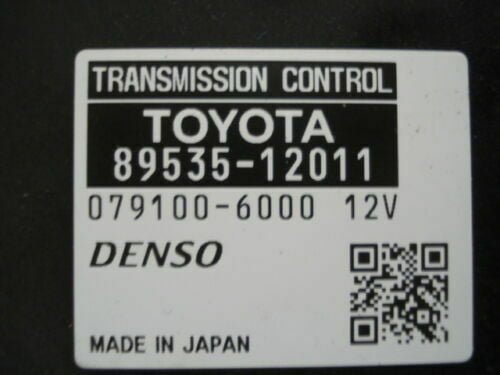 TRANSMISSION CONTROL
TOYOTA
89535-12011
079100-6000 12V
DENSO
MADE IN JAPAN